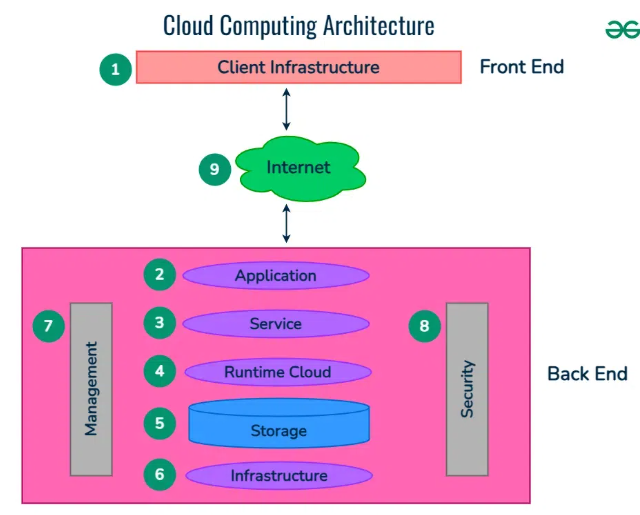 Cloud Computing Architecture
1
Client Infrastructure
Front End
9
Internet
2
Application
3
Service
7
8
4
Runtime Cloud
Back End
Management
Security
5
Storage
6
Infrastructure